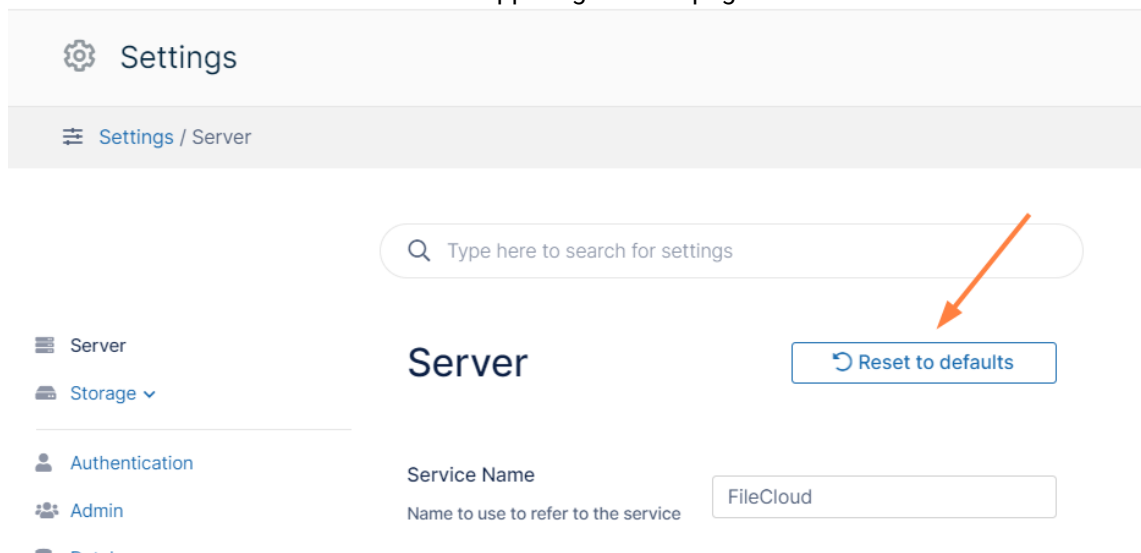 Settings
Settings / Server
Type here to search for settings
Server
Storage
Authentication
Admin
Server
Reset to defaults
Service Name
Name to use to refer to the service
FileCloud